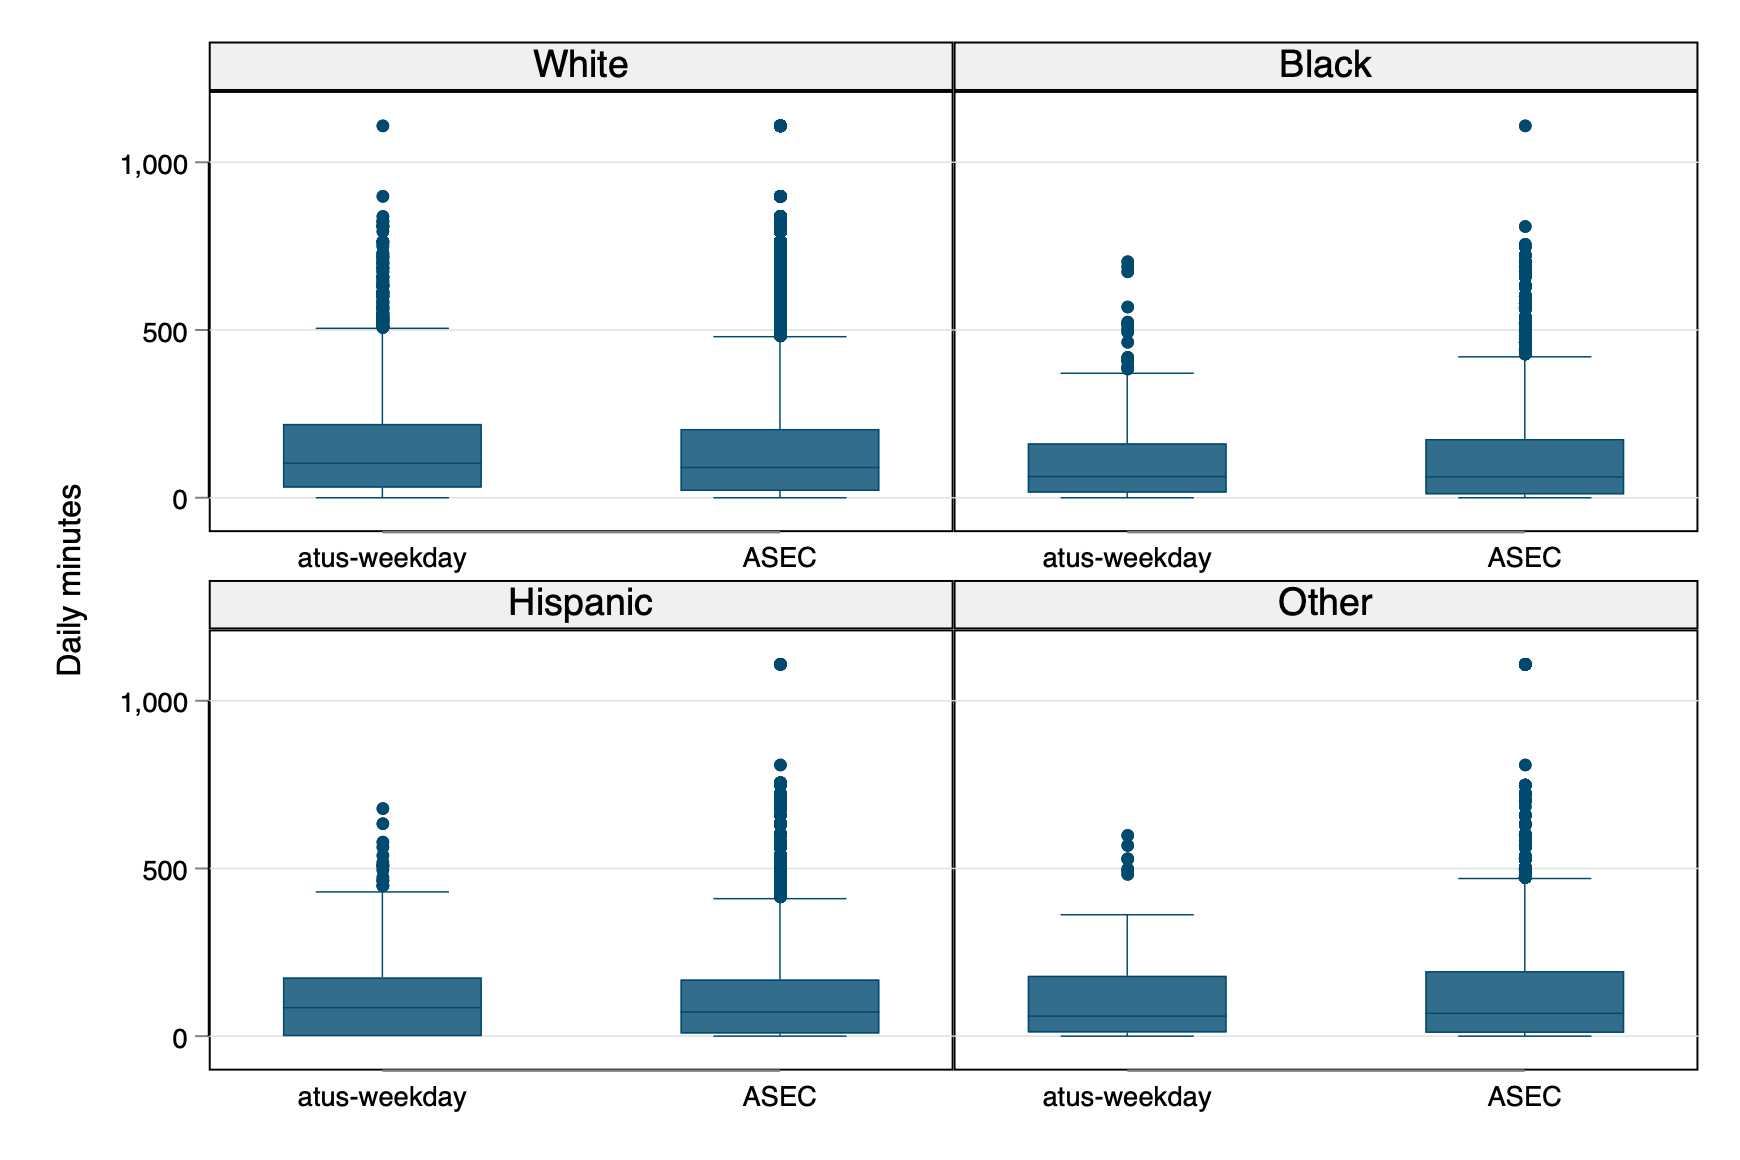 White
Black
1,000
500
0
atus-weekday
ASEC
atus-weekday
ASEC
Daily minutes
Hispanic
Other
1,000
500
0
atus-weekday
ASEC
atus-weekday
ASEC